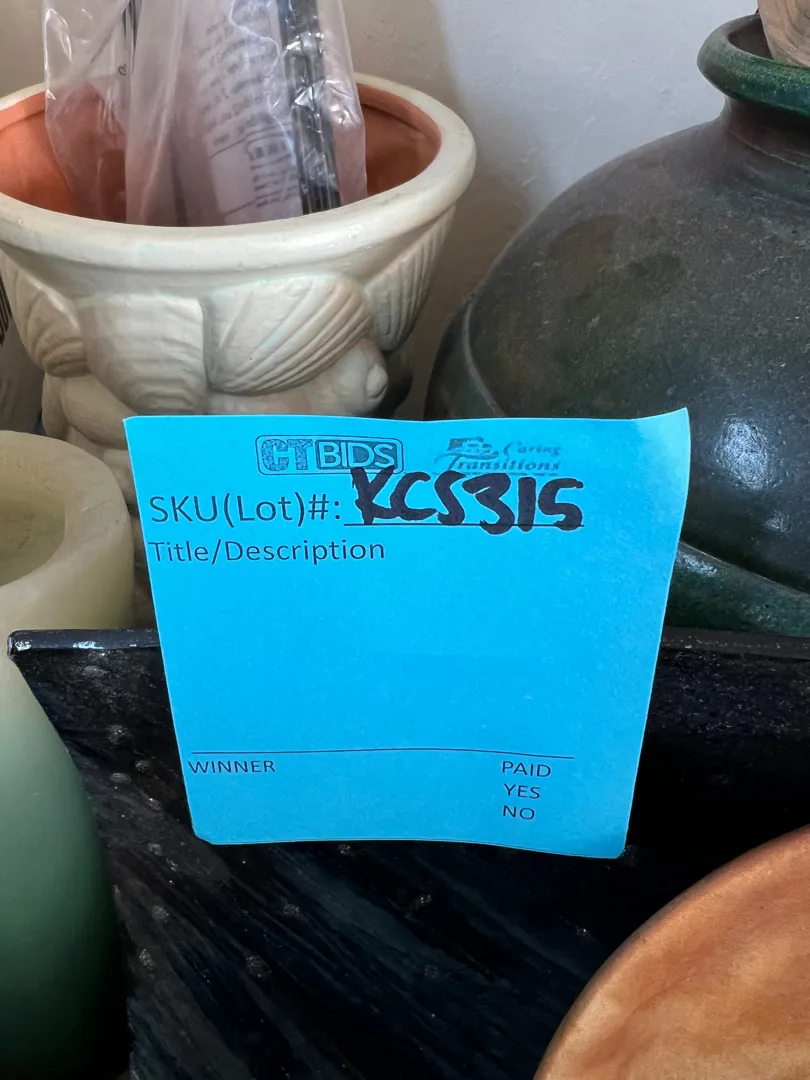 CTBIDS Caring Transitions
SKU(Lot)#: KCS315
Title/Description
WINNER PAID
YES
NO